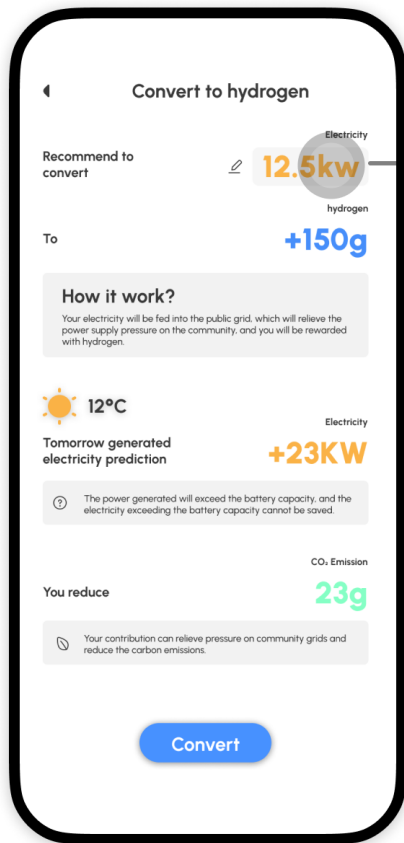 Convert to hydrogen
Electricity
Recommend to
convert
12.5kw
hydrogen
To
+150g
How it work?
Your electricity will be fed into the public grid, which will relieve the
power supply pressure on the community, and you will be rewarded
with hydrogen.
12°C
Electricity
Tomorrow generated
electricity prediction
+23KW
The power generated will exceed the battery capacity, and the
electricity exceeding the battery capacity cannot be saved.
CO₂ Emission
You reduce
23g
Your contribution can relieve pressure on community grids and
reduce the carbon emissions.
Convert